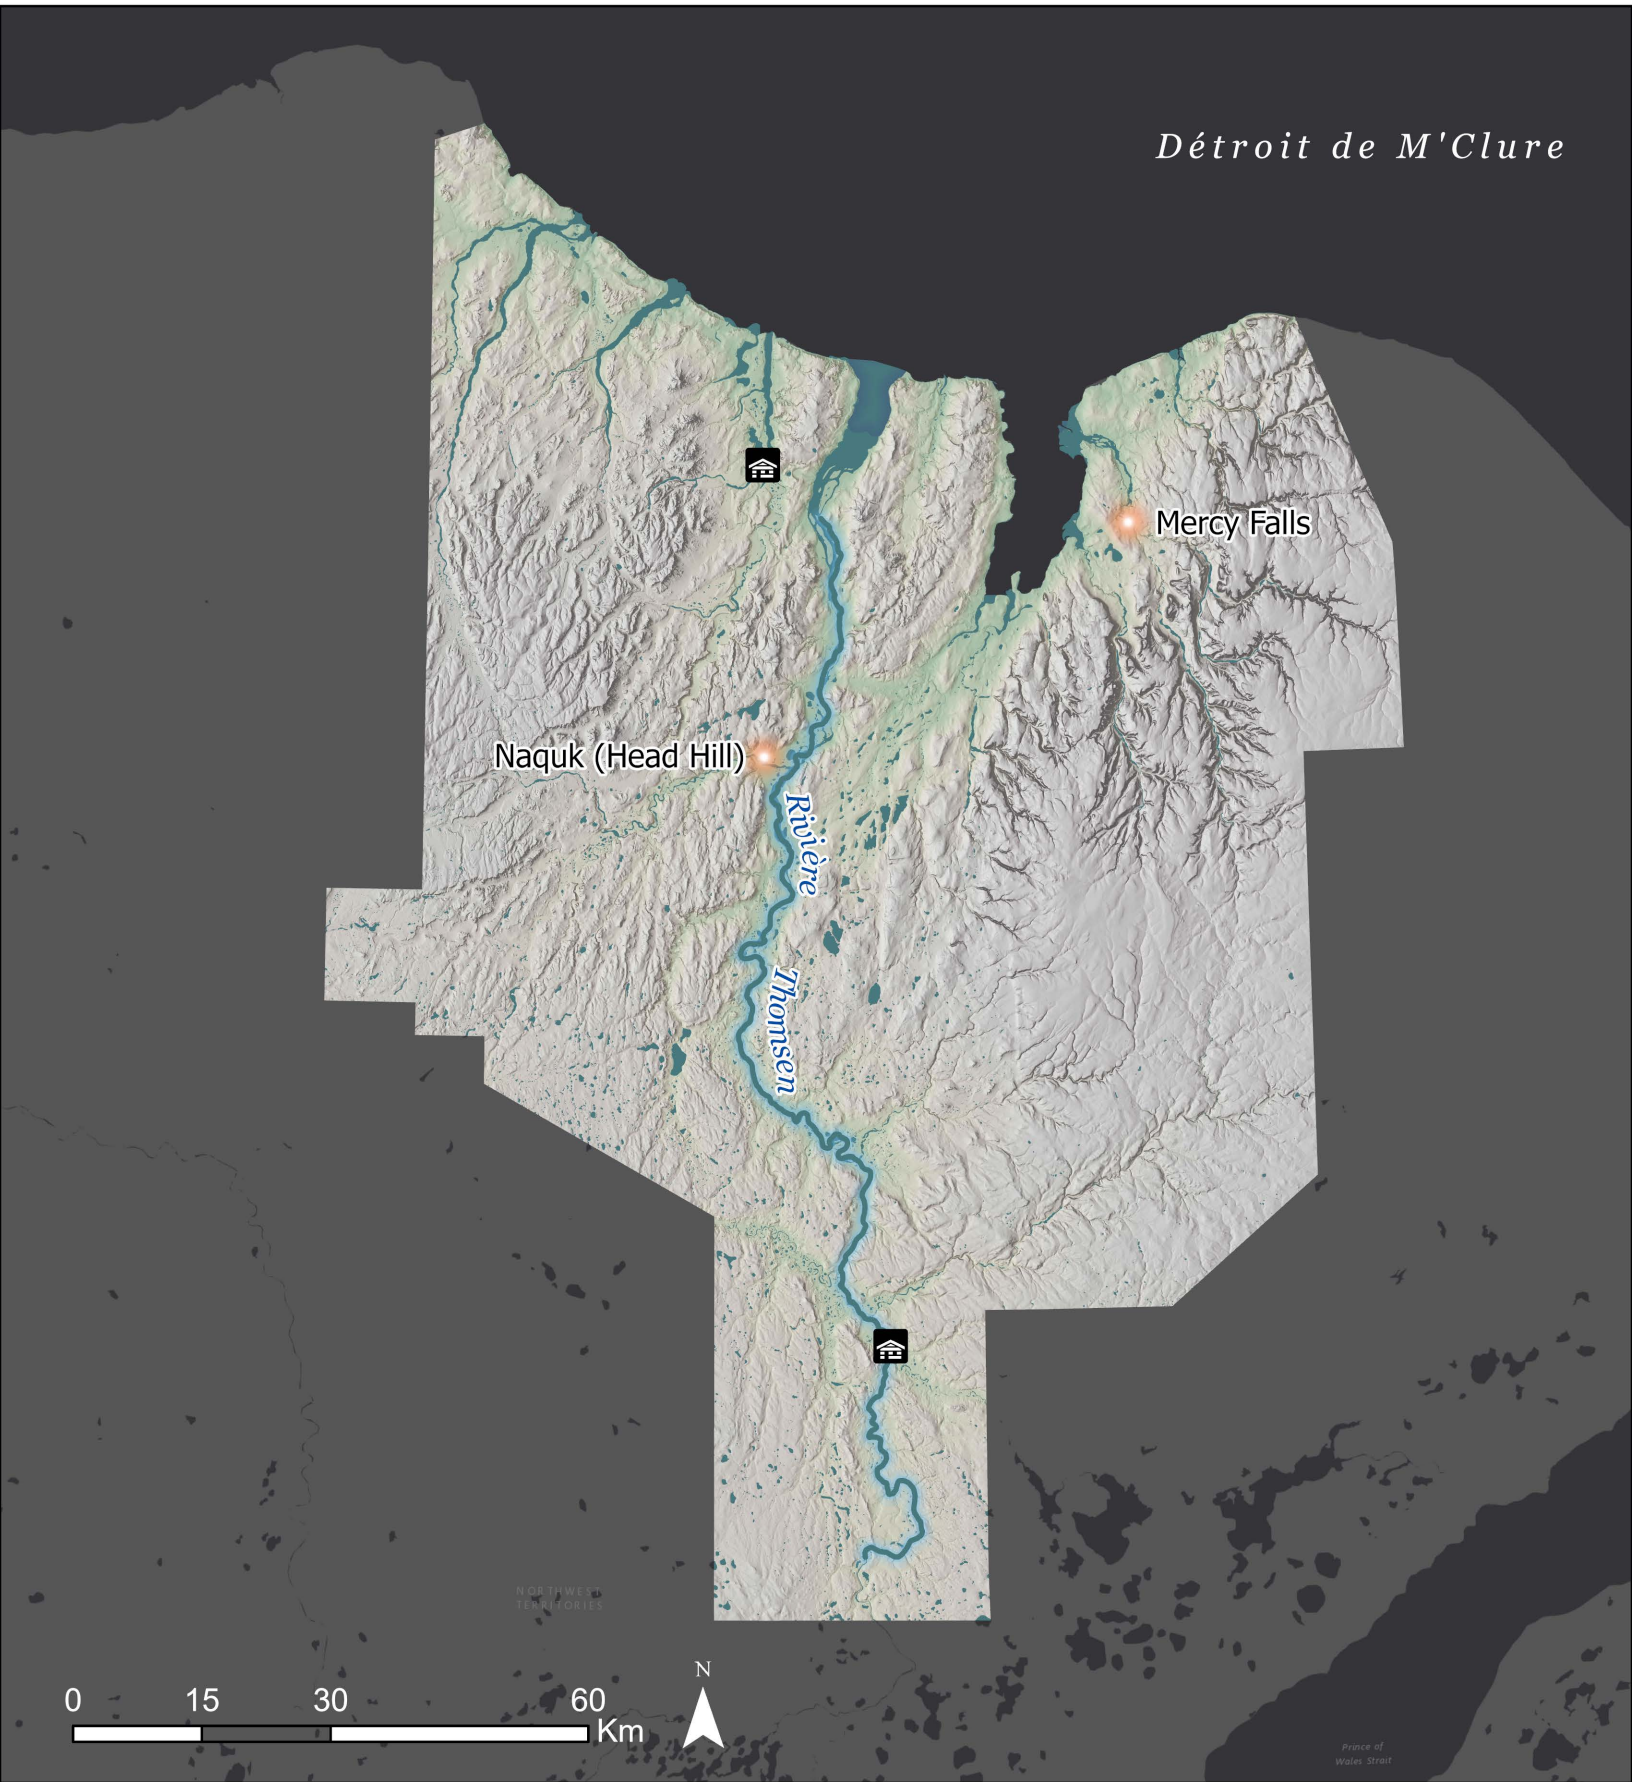 Détroit de M'Clure
Mercy Falls
Naquk (Head Hill)
Rivière
Thomsen
NORTHWEST
TERRITORIES
N
0 15 30 60
Km
Prince of
Wales Strait